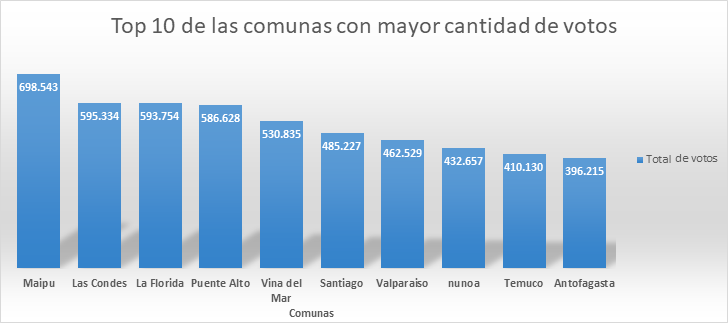 Top 10 de las comunas con mayor cantidad de votos
698.543
595.334
593.754
586.628
530.835
485.227
462.529
432.657
410.130
396.215
Total de votos
Maipu
Las Condes
La Florida
Puente Alto
Vina del
Mar
Santiago
Valparaiso
nunoa
Temuco
Antofagasta
Comunas